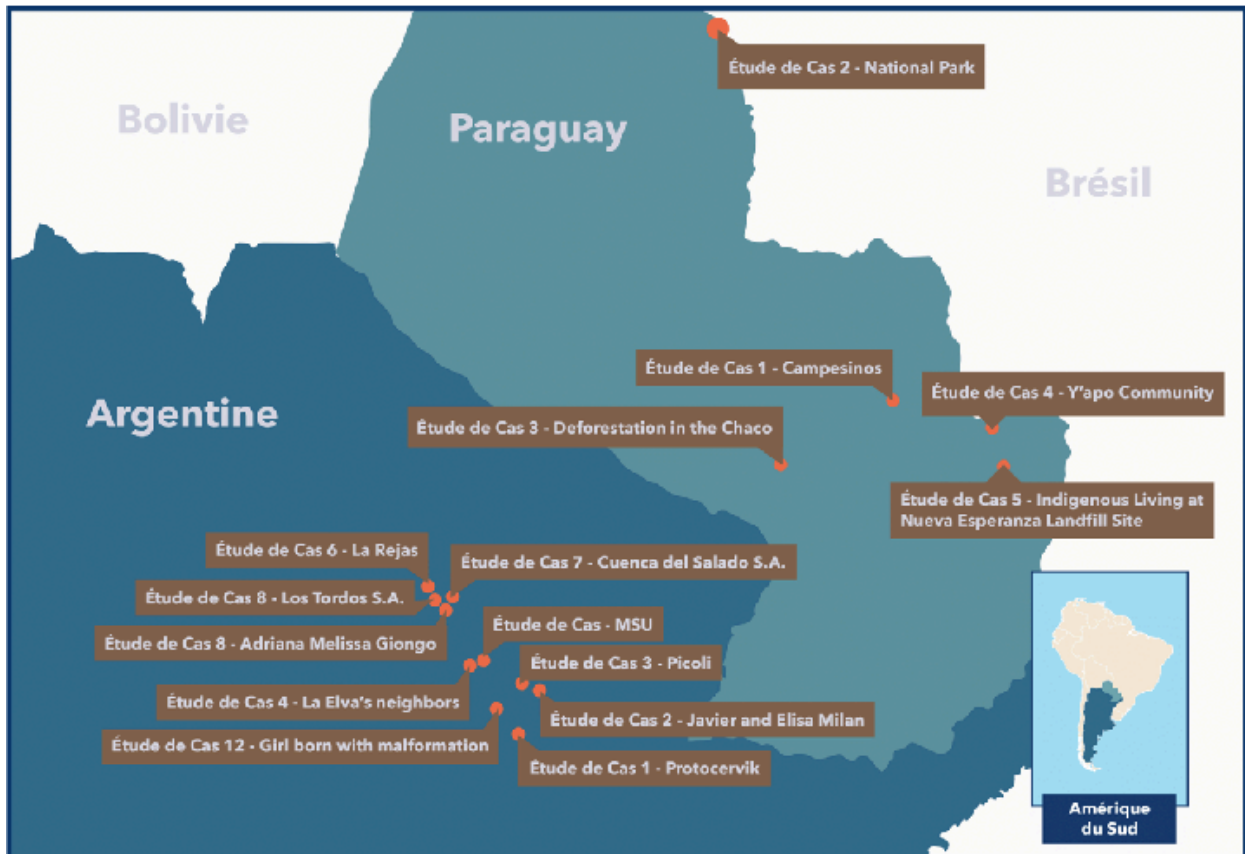 Étude de Cas 2 - National Park
Bolivie
Paraguay
Brésil
Étude de Cas 1 - Campesinos
Étude de Cas 4 - Y'apo Community
Argentine
Étude de Cas 3 - Deforestation in the Chaco
Étude de Cas 5 - Indigenous Living at
Nueva Esperanza Landfill Site
Étude de Cas 6 - La Rejas
Étude de Cas 7 - Cuenca del Salado S.A.
Étude de Cas 8 - Los Tordos S.A.
Étude de Cas - MSU
Étude de Cas 8 - Adriana Melissa Giongo
Étude de Cas 3 - Picoli
Étude de Cas 4 - La Elva's neighbors
Étude de Cas 2 - Javier and Elisa Milan
Étude de Cas 12 - Girl born with malformation
Étude de Cas 1 - Protocervik
Amérique
du Sud